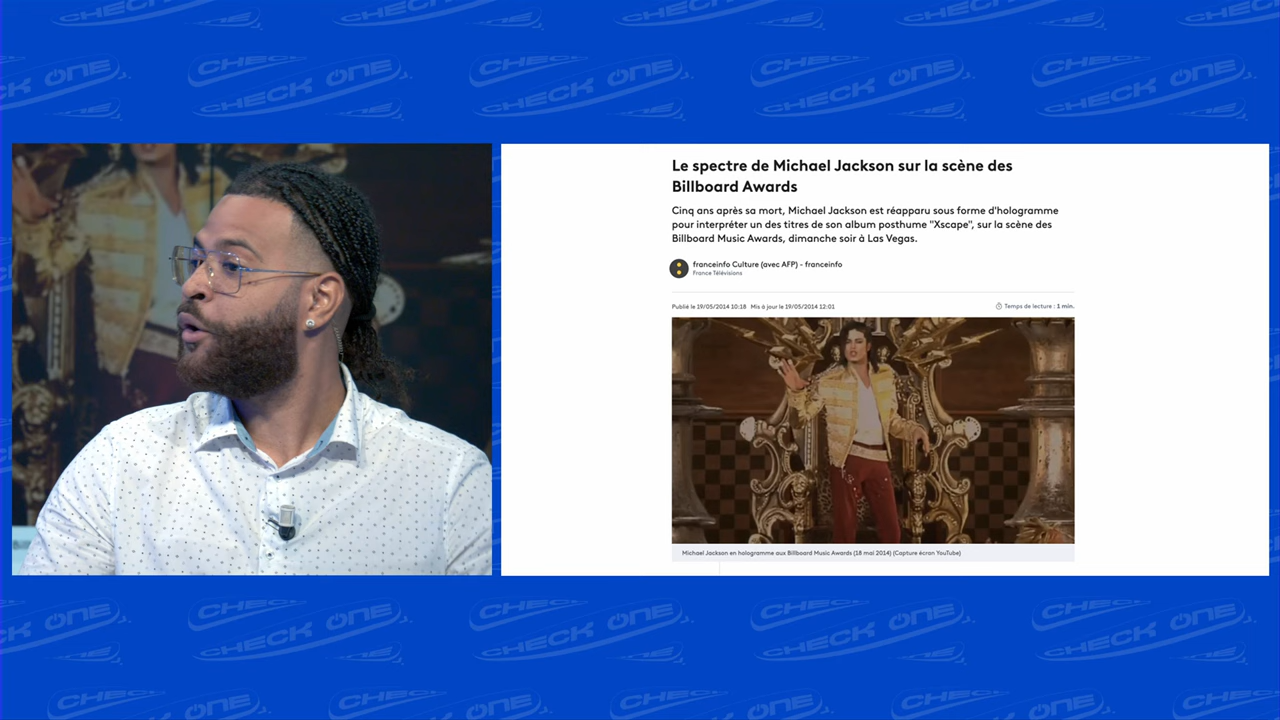 CHECK ONE
Le spectre de Michael Jackson sur la scène des
Billboard Awards
Cinq ans après sa mort, Michael Jackson est réapparu sous forme d'hologramme
pour interpréter un des titres de son album posthume "Xscape", sur la scène des
Billboard Music Awards, dimanche soir à Las Vegas.
franceinfo Culture (avec AFP) - franceinfo
France Télévisions
Publié le 19/05/2014 10:18 Mis à jour le 19/05/2014 12:01
Temps de lecture : 1 min.
Michael Jackson en hologramme aux Billboard Music Awards (18 mai 2014) (Capture écran YouTube)
CHECK ONE